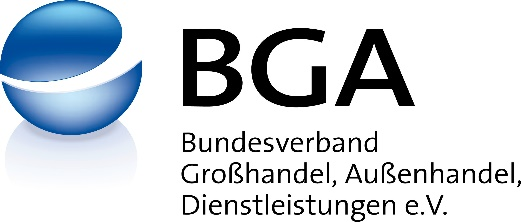 BGA
Bundesverband
Großhandel, Außenhandel,
Dienstleistungen e.V.